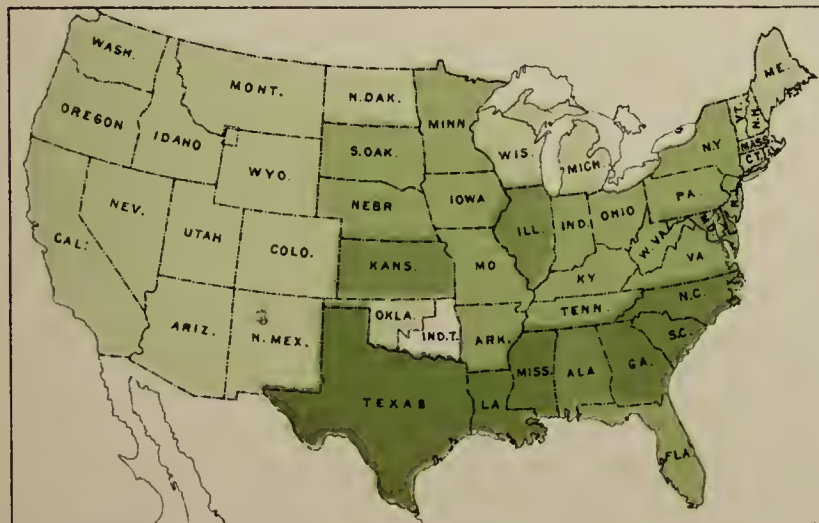 WASH.
MONT.
N.DAK.
MINN
ME.
VT.
N.H.
OREGON
IDAHO
S.OAK.
WIS.
MICH.
N.Y.
MASS.
CT.
WYO.
NEBR
IOWA
PA.
NEV.
UTAH
COLO.
ILL.
IND.
OHIO
N.J.
CAL.
KANS.
MO
W.VA.
VA
KY
ARIZ.
N.MEX.
OKLA.
IND.T.
ARK.
TENN.
N.C.
S.C.
TEXAS
LA
MISS.
ALA
GA.
FLA.